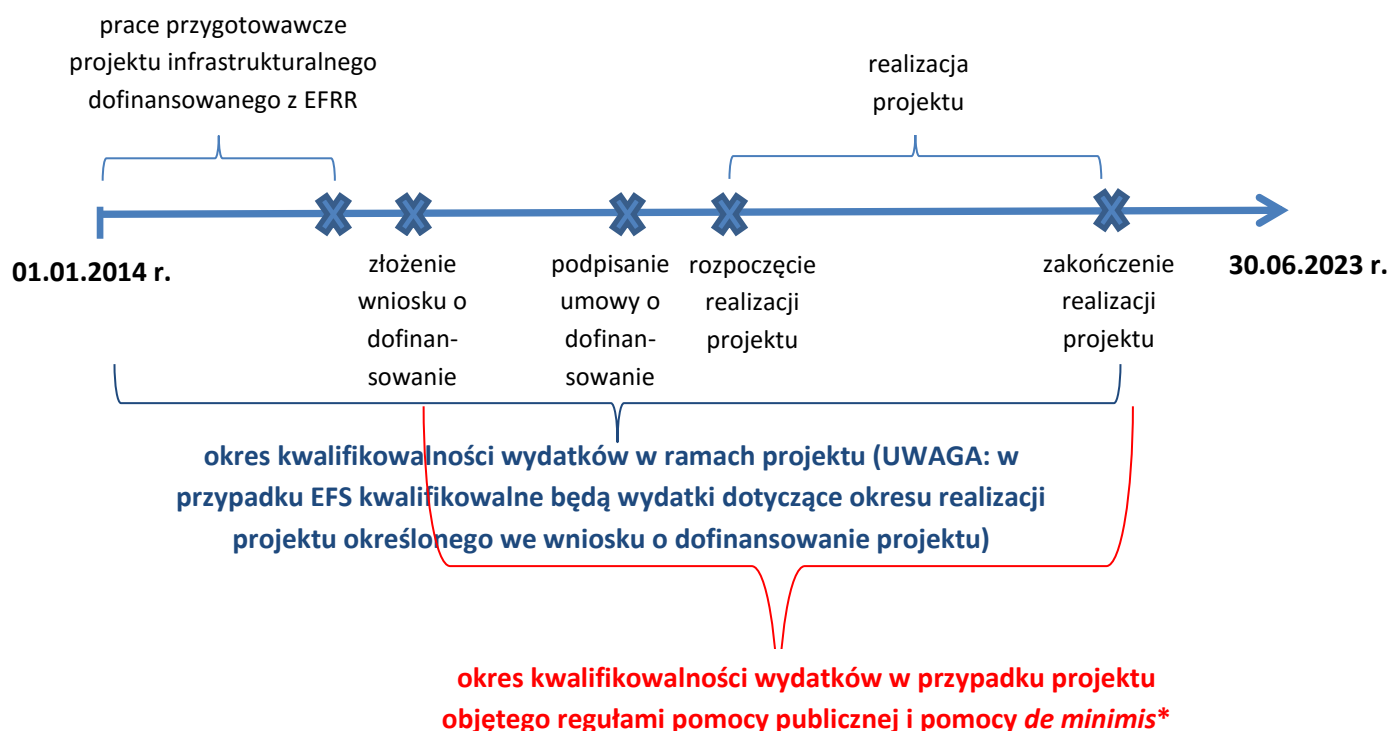 prace przygotowawcze
projektu infrastrukturalnego
dofinansowanego z EFRR
realizacja
projektu
01.01.2014 r.
złożenie
wniosku o
dofinan-
sowanie
podpisanie
umowy o
dofinan-
sowanie
rozpoczęcie
realizacji
projektu
zakończenie
realizacji
projektu
30.06.2023 r.
okres kwalifikowalności wydatków w ramach projektu (UWAGA: w
przypadku EFS kwalifikowalne będą wydatki dotyczące okresu realizacji
projektu określonego we wniosku o dofinansowanie projektu)
okres kwalifikowalności wydatków w przypadku projektu
objętego regułami pomocy publicznej i pomocy de minimis*